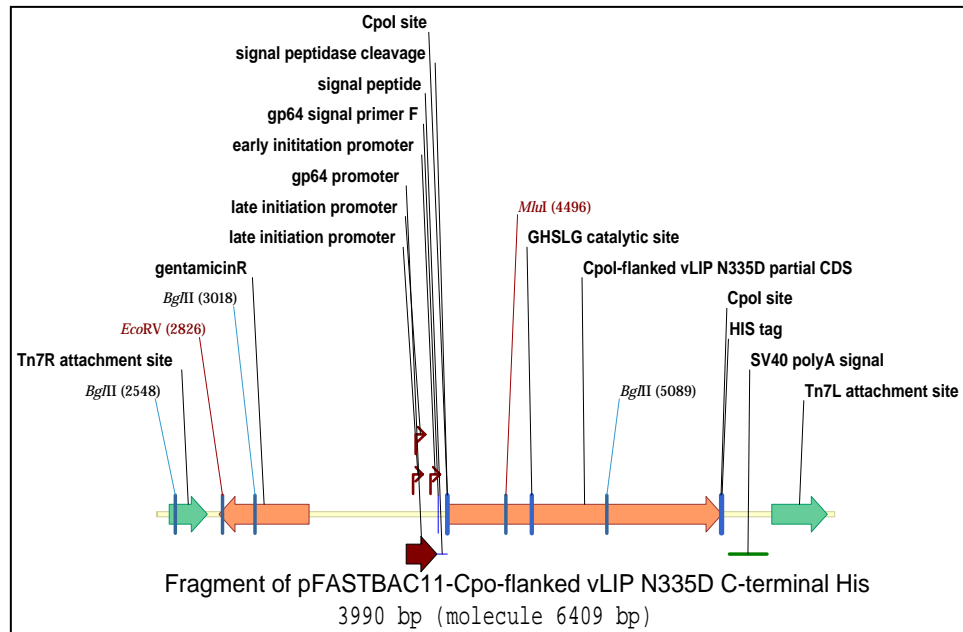 CpoI site
signal peptidase cleavage
signal peptide
gp64 signal primer F
early inititation promoter
gp64 promoter
late initiation promoter
late initiation promoter
gentamicinR
BglII (3018)
EcoRV (2826)
Tn7R attachment site
BglII (2548)
MluI (4496)
GHSLG catalytic site
CpoI-flanked vLIP N335D partial CDS
CpoI site
HIS tag
SV40 polyA signal
BglII (5089)
Tn7L attachment site
Fragment of pFASTBAC11-Cpo-flanked vLIP N335D C-terminal His
3990 bp (molecule 6409 bp)